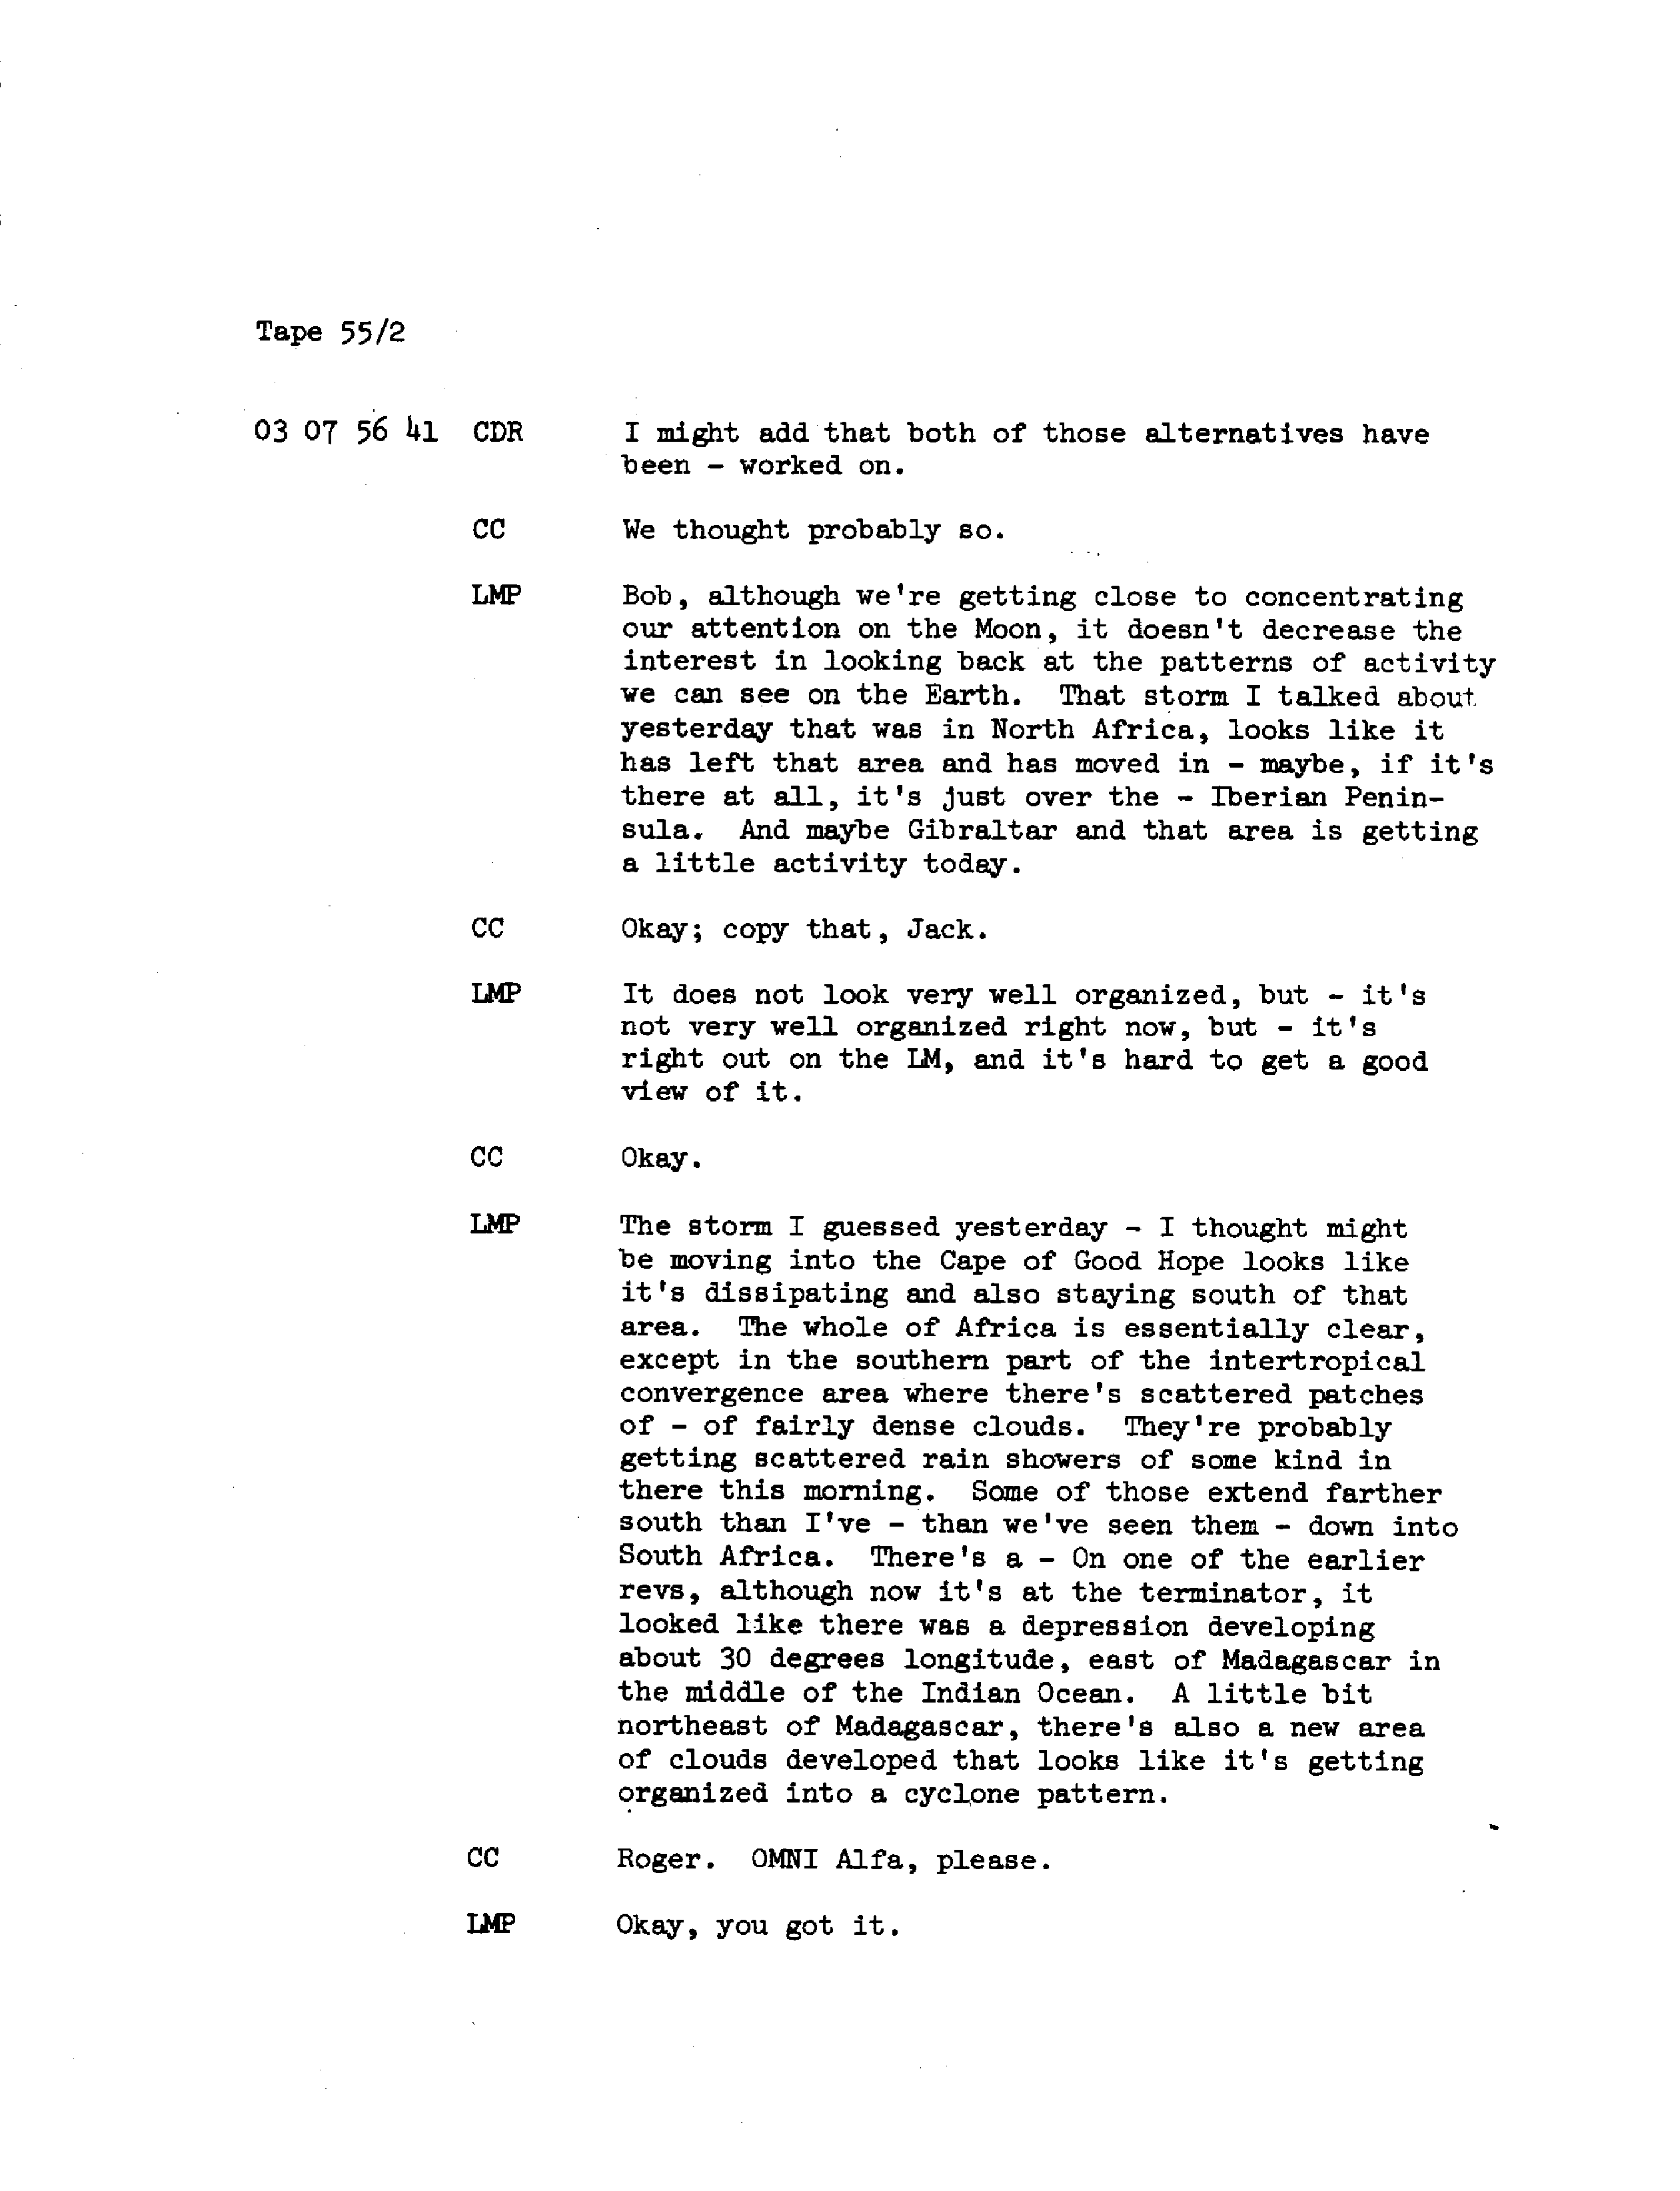 Tape 55/2
03 07 56 41 CDR I might add that both of those alternatives have
been - worked on.
CC We thought probably so.
LMP Bob, although we're getting close to concentrating
our attention on the Moon, it doesn't decrease the
interest in looking back at the patterns of activity
we can see on the Earth. That storm I talked about
yesterday that was in North Africa, looks like it
has left that area and has moved in - maybe, if it's
there at all, it's just over the - Iberian Penin-
sula. And maybe Gibraltar and that area is getting
a little activity today.
CC Okay; copy that, Jack.
LMP It does not look very well organized, but - it's
not very well organized right now, but - it's
right out on the LM, and it's hard to get a good
view of it.
CC Okay.
LMP The storm I guessed yesterday - I thought might
be moving into the Cape of Good Hope looks like
it's dissipating and also staying south of that
area. The whole of Africa is essentially clear,
except in the southern part of the intertropical
convergence area where there's scattered patches
of - of fairly dense clouds. They're probably
getting scattered rain showers of some kind in
there this morning. Some of those extend farther
south than I've - than we've seen them - down into
South Africa. There's a - On one of the earlier
revs, although now it's at the terminator, it
looked like there was a depression developing
about 30 degrees longitude, east of Madagascar in
the middle of the Indian Ocean. A little bit
northeast of Madagascar, there's also a new area
of clouds developed that looks like it's getting
organized into a cyclone pattern.
CC Roger. OMNI Alfa, please.
LMP Okay, you got it.